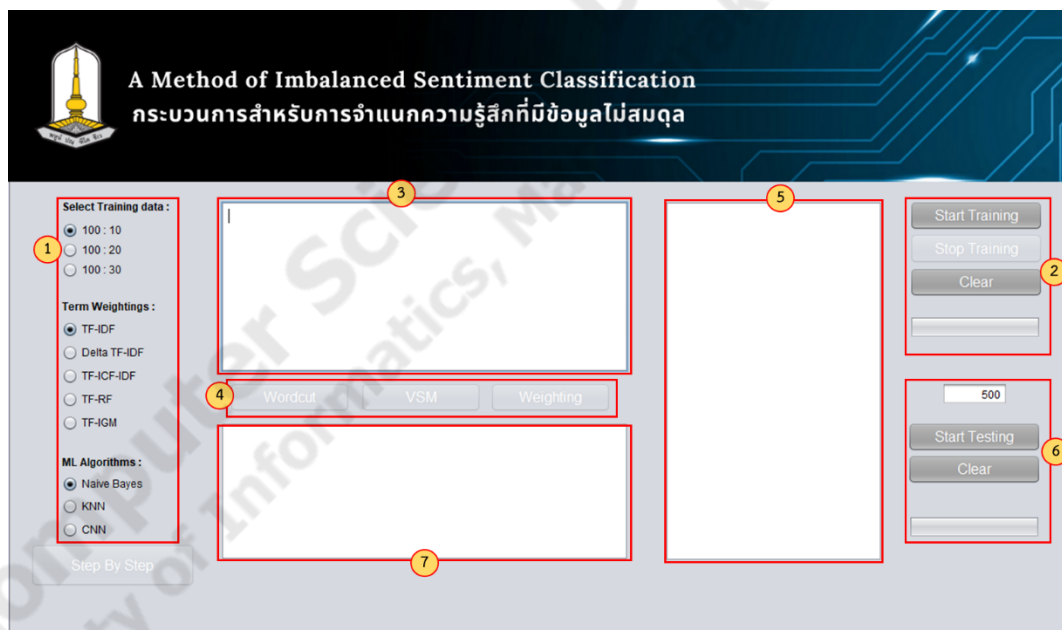 A Method of Imbalanced Sentiment Classification
กระบวนการสำหรับการจำแนกความรู้สึกที่มีข้อมูลไม่สมดุล
Select Training data :
1
100 : 10
100 : 20
100 : 30
Term Weightings :
TF-IDF
Delta TF-IDF
TF-ICF-IDF
TF-RF
TF-IGM
ML Algorithms :
Naive Bayes
KNN
CNN
Step By Step
3
4
Wordcut
VSM
Weighting
7
5
Start Training
Stop Training
2
Clear
500
Start Testing
6
Clear
Computer Science
of Informatics, Ma